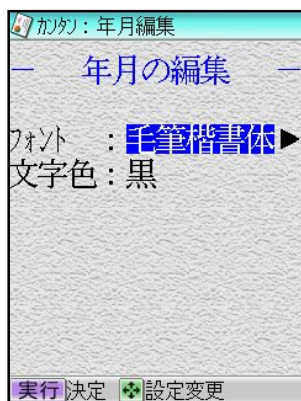 カンタン：年月編集
－ 年月の編集 －
フォント ：毛筆楷書体▶
文字色：黒
実行決定 設定変更